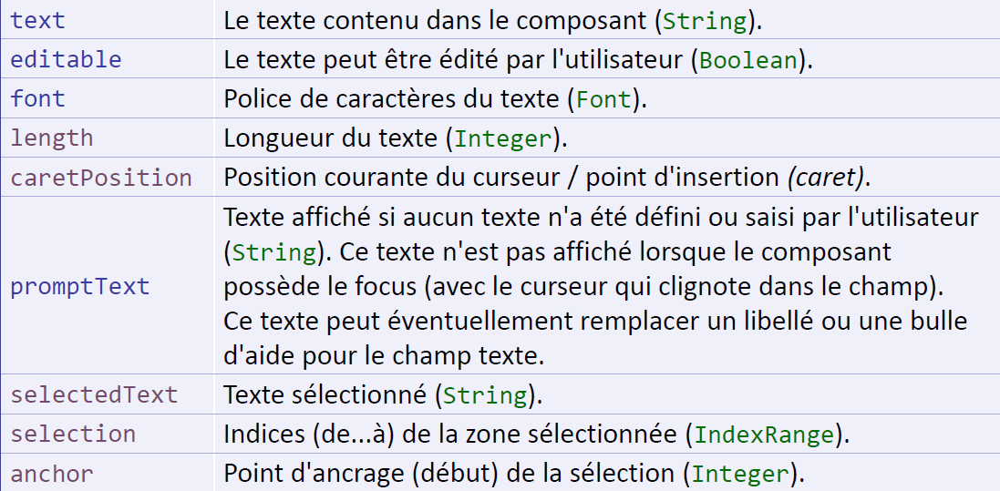 text Le texte contenu dans le composant (String).
editable Le texte peut être édité par l'utilisateur (Boolean).
font Police de caractères du texte (Font).
length Longueur du texte (Integer).
caretPosition Position courante du curseur / point d'insertion (caret).
promptText Texte affiché si aucun texte n'a été défini ou saisi par l'utilisateur
(String). Ce texte n'est pas affiché lorsque le composant
possède le focus (avec le curseur qui clignote dans le champ).
Ce texte peut éventuellement remplacer un libellé ou une bulle
d'aide pour le champ texte.
selectedText Texte sélectionné (String).
selection Indices (de...à) de la zone sélectionnée (IndexRange).
anchor Point d'ancrage (début) de la sélection (Integer).